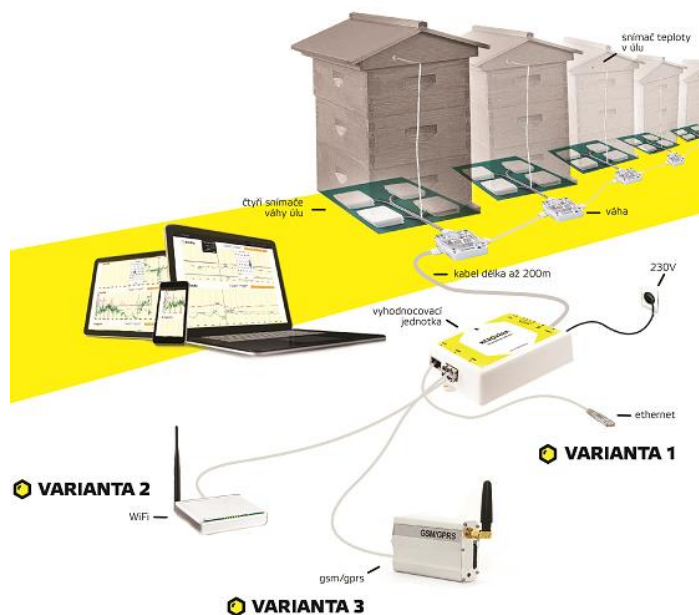 snímač teploty
v úlu
čtyři snímače
váhy úlu
váha
kabel délka až 200m
230V
vyhodnocovací
jednotka
ethernet
VARIANTA 1
VARIANTA 2
WiFi
GSM/GPRS
gsm/gprs
VARIANTA 3